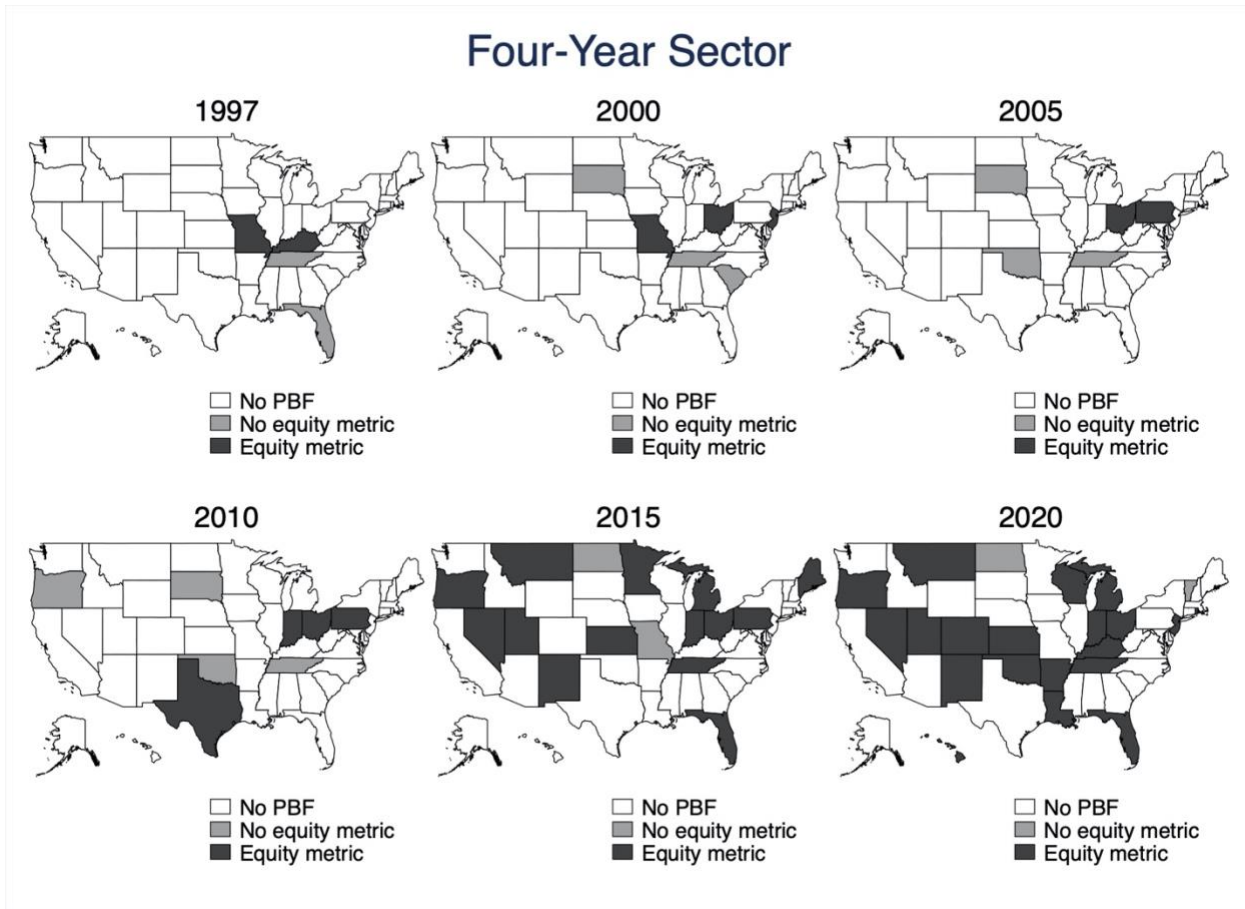 Four-Year Sector
1997
2000
2005
No PBF
No equity metric
Equity metric
No PBF
No equity metric
Equity metric
No PBF
No equity metric
Equity metric
2010
2015
2020
No PBF
No equity metric
Equity metric
No PBF
No equity metric
Equity metric
No PBF
No equity metric
Equity metric